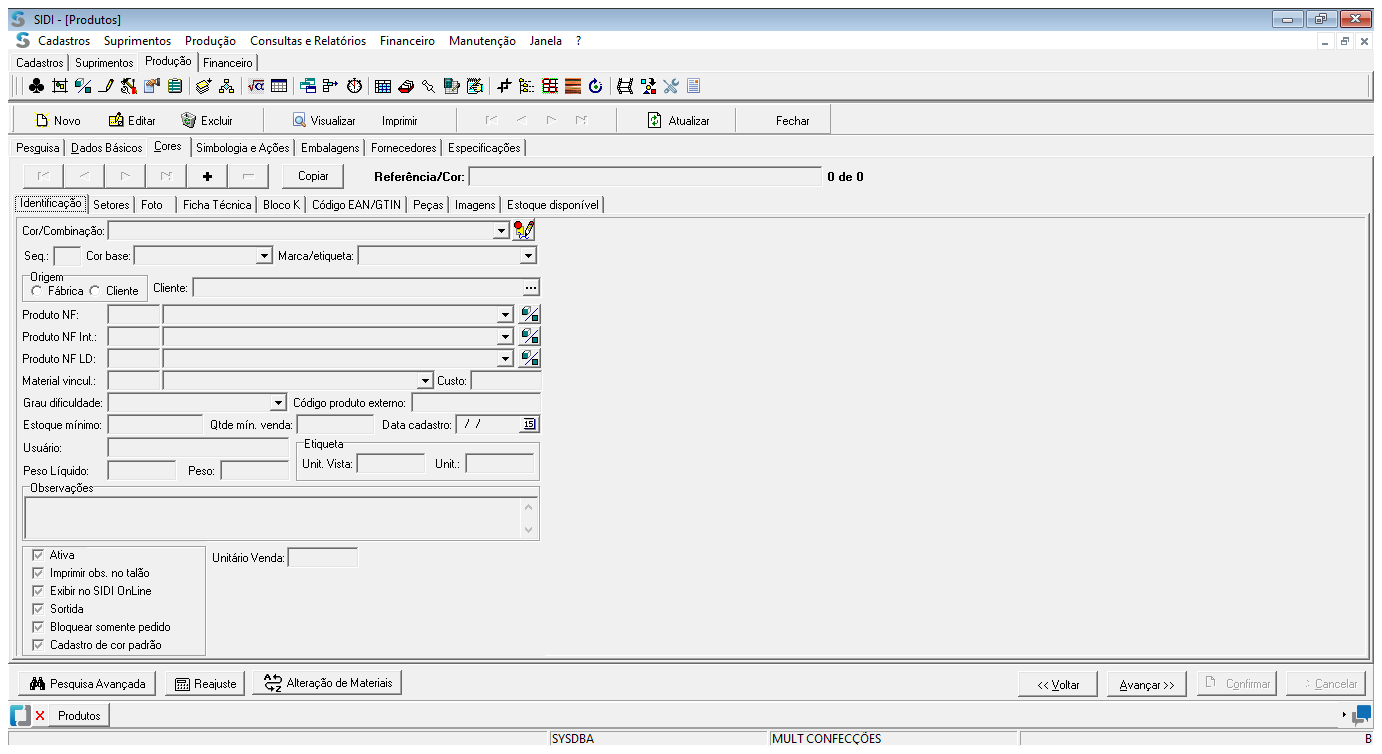 SIDI - [Produtos]
Cadastros Suprimentos Produção Consultas e Relatórios Financeiro Manutenção Janela ?
Cadastros Suprimentos Produção Financeiro
Novo Editar Excluir Visualizar Imprimir Atualizar Fechar
Pesquisa Dados Básicos Cores Simbologia e Ações Embalagens Fornecedores Especificações
Copiar Referência/Cor: 0 de 0
Identificação Setores Foto Ficha Técnica Bloco K Código EAN/GTIN Peças Imagens Estoque disponível
Cor/Combinação:
Seq.: Cor base: Marca/etiqueta:
Origem
Fábrica Cliente Cliente: ...
Produto NF:
Produto NF Int.:
Produto NF LD:
Material vincul.: Custo:
Grau dificuldade: Código produto externo:
Estoque mínimo: Qtde mín. venda: Data cadastro: / / 15
Usuário:
Etiqueta
Unit. Vista: Unit.:
Peso Líquido: Peso:
Observações
Ativa Unitário Venda:
Imprimir obs. no talão
Exibir no SIDI OnLine
Sortida
Bloquear somente pedido
Cadastro de cor padrão
Pesquisa Avançada Reajuste Alteração de Materiais << Voltar Avançar >> Confirmar Cancelar
Produtos
SYSDBA MULT CONFECÇÕES B